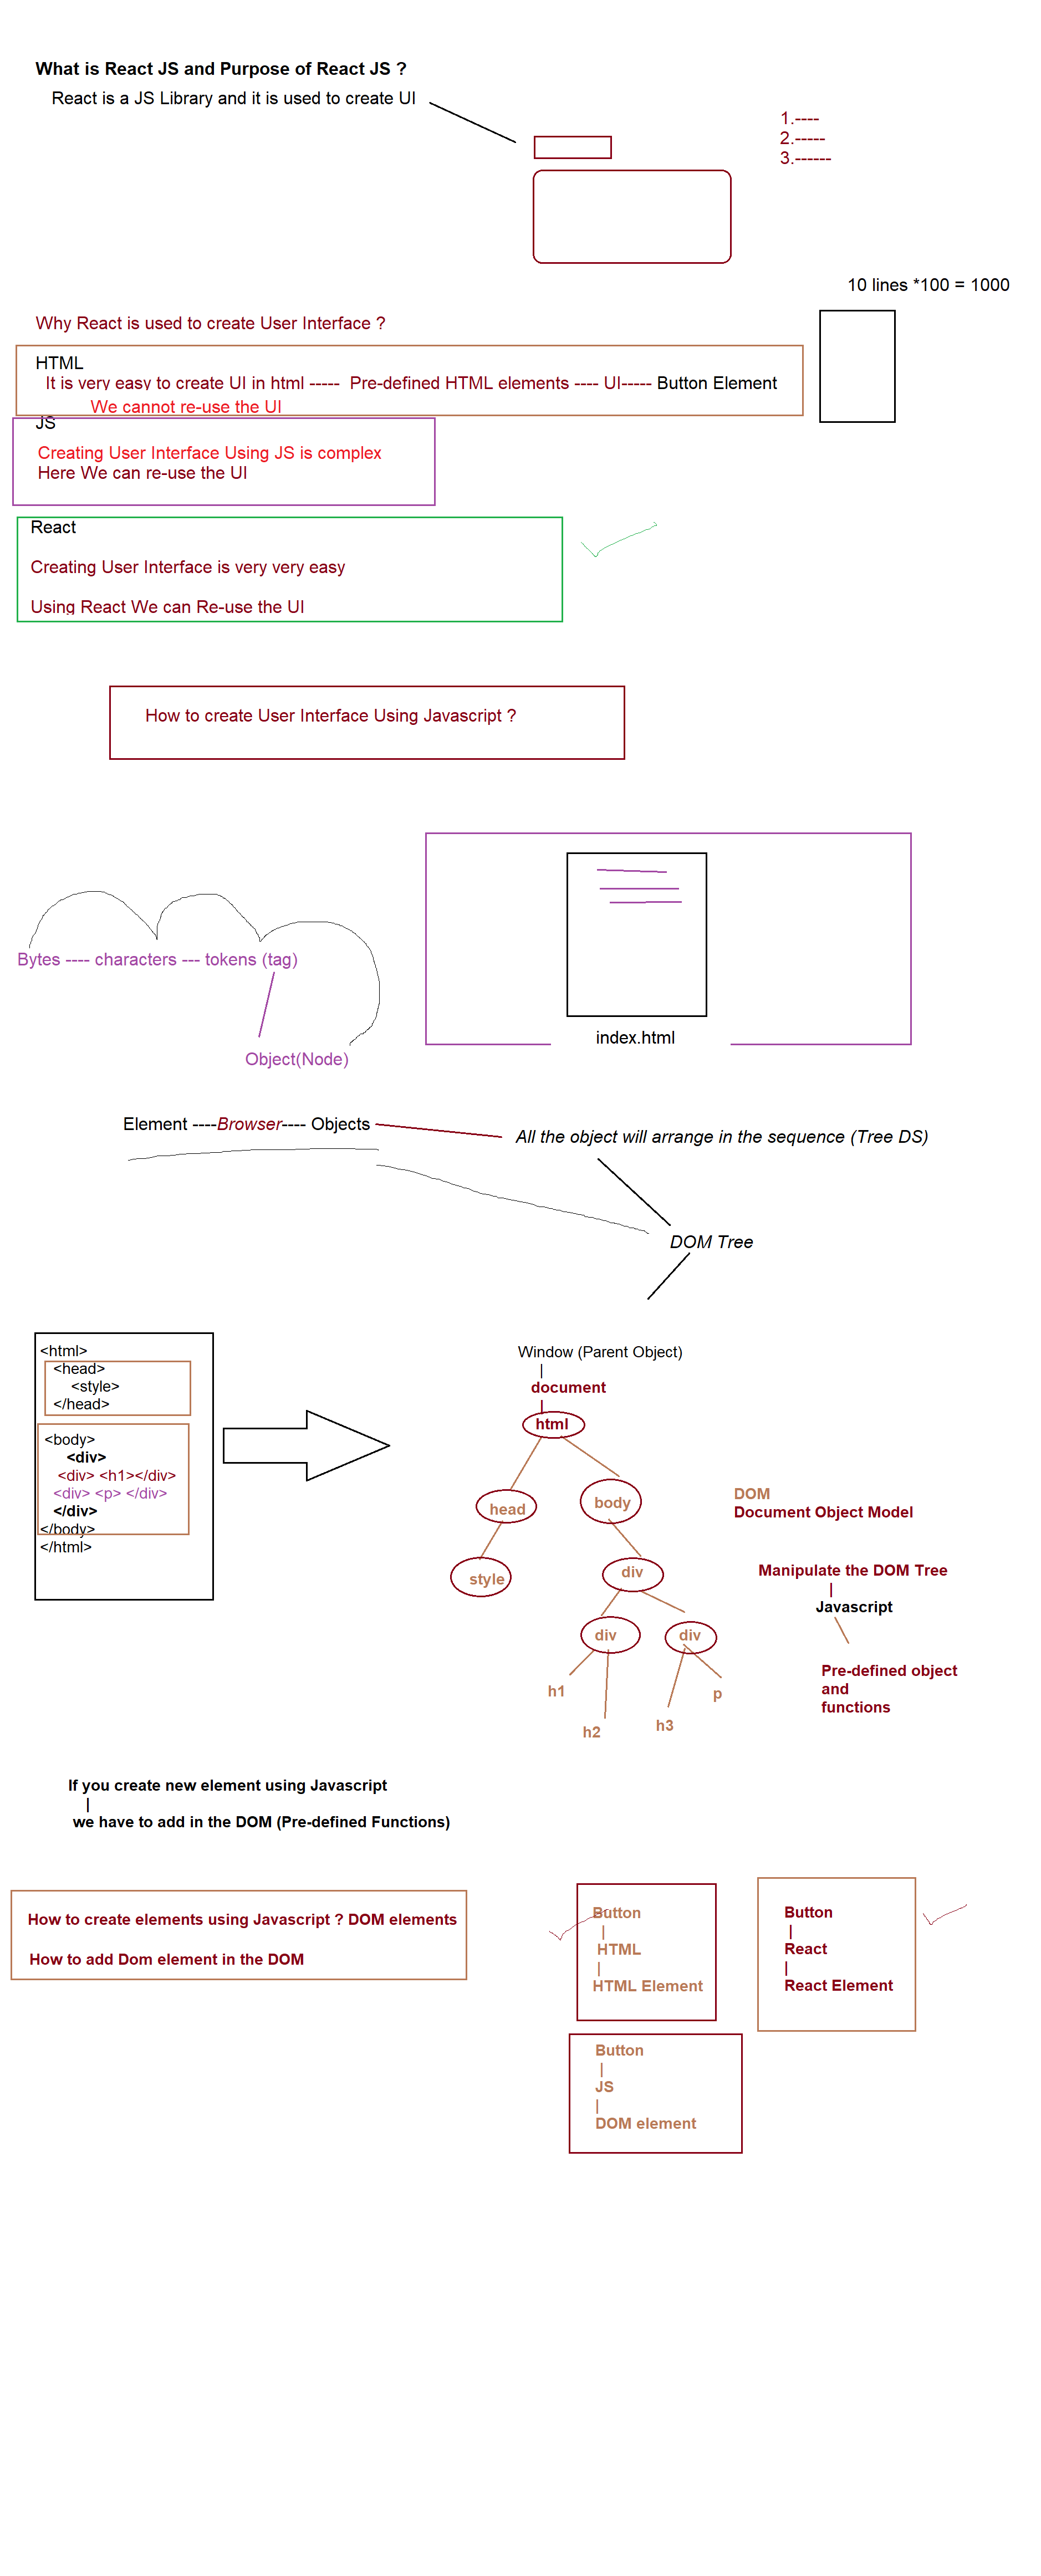 What is React JS and Purpose of React JS ?
React is a JS Library and it is used to create UI
1.----
2.-----
3.------
10 lines *100 = 1000
Why React is used to create User Interface ?
HTML
It is very easy to create UI in html ----- Pre-defined HTML elements ---- UI----- Button Element
We cannot re-use the UI
JS
Creating User Interface Using JS is complex
Here We can re-use the UI
React
Creating User Interface is very very easy
Using React We can Re-use the UI
How to create User Interface Using Javascript ?
Bytes ---- characters --- tokens (tag)
Object(Node)
index.html
Element ----Browser---- Objects
All the object will arrange in the sequence (Tree DS)
DOM Tree
<html>
<head>
<style>
</head>
<body>
<div>
<div> <h1></div>
<div> <p> </div>
</div>
</body>
</html>
Window (Parent Object)
|
document
|
html
head
body
style
div
div
div
h1
h2
h3
p
DOM
Document Object Model
Manipulate the DOM Tree
|
Javascript
Pre-defined object
and
functions
If you create new element using Javascript
|
we have to add in the DOM (Pre-defined Functions)
How to create elements using Javascript ? DOM elements
How to add Dom element in the DOM
Button
|
HTML
|
HTML Element
Button
|
React
|
React Element
Button
|
JS
|
DOM element